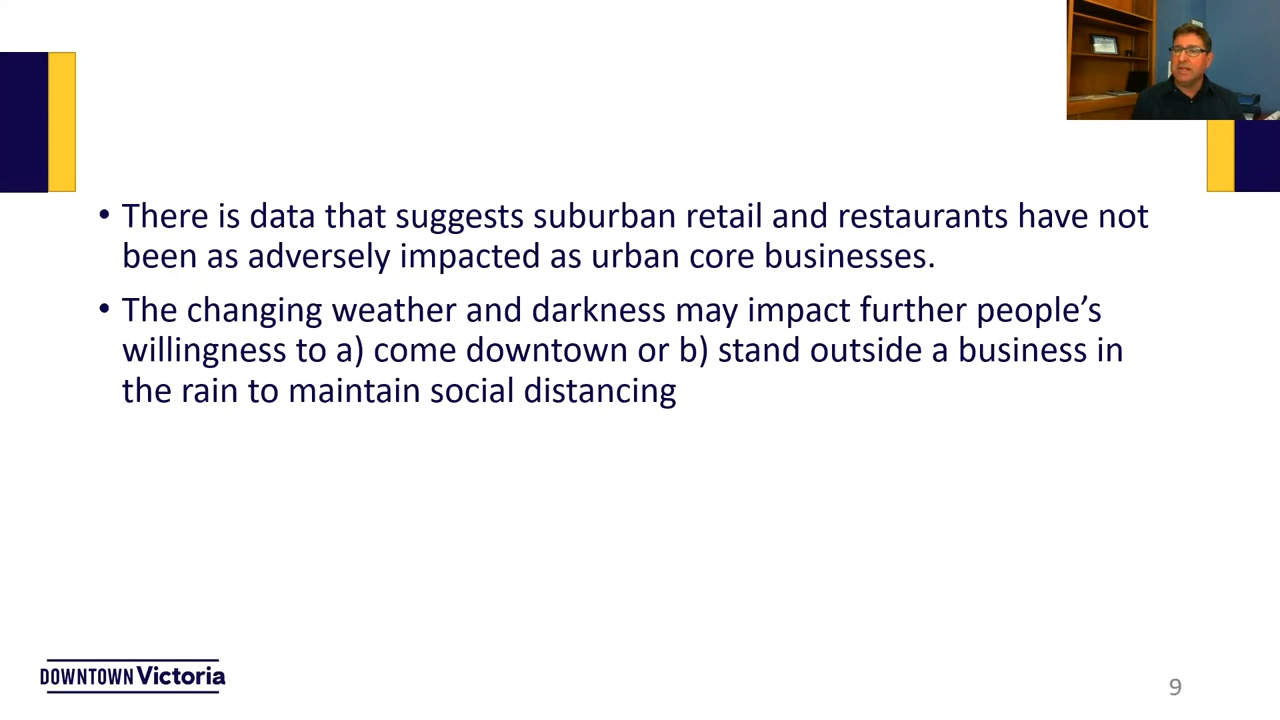 • There is data that suggests suburban retail and restaurants have not
been as adversely impacted as urban core businesses.
• The changing weather and darkness may impact further people’s
willingness to a) come downtown or b) stand outside a business in
the rain to maintain social distancing
DOWNTOWN Victoria
9